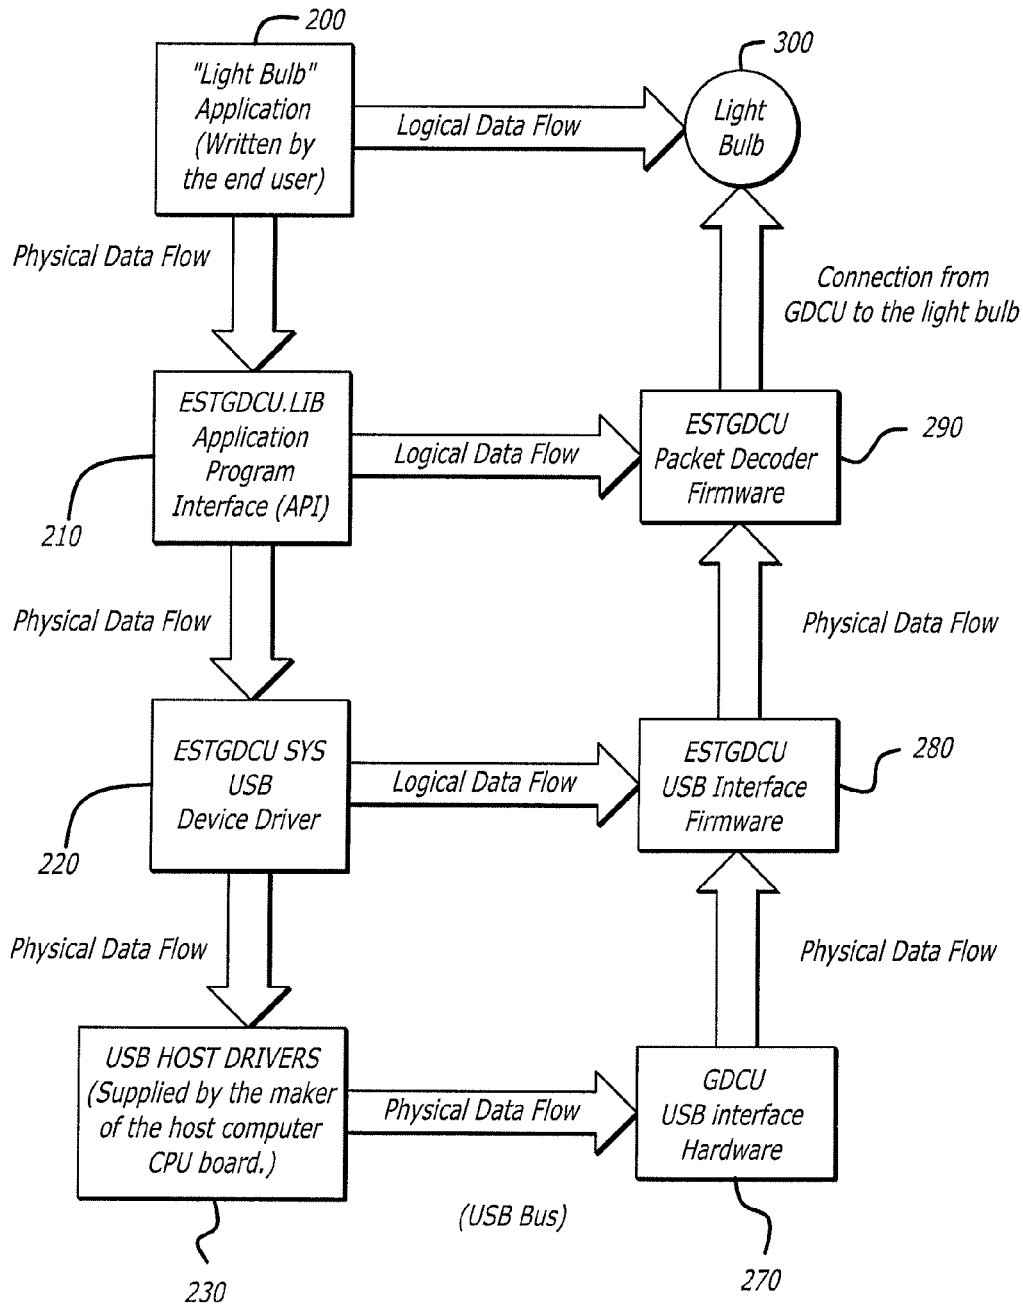 200
300
"Light Bulb"
Application
(Written by
the end user)
Logical Data Flow
Light
Bulb
Physical Data Flow
Connection from
GDCU to the light bulb
ESTGDCU.LIB
Application
Program
Interface (API)
210
Logical Data Flow
ESTGDCU
Packet Decoder
Firmware
290
Physical Data Flow
Physical Data Flow
ESTGDCU SYS
USB
Device Driver
220
Logical Data Flow
ESTGDCU
USB Interface
Firmware
280
Physical Data Flow
Physical Data Flow
USB HOST DRIVERS
(Supplied by the maker
of the host computer
CPU board.)
230
Physical Data Flow
(USB Bus)
GDCU
USB interface
Hardware
270